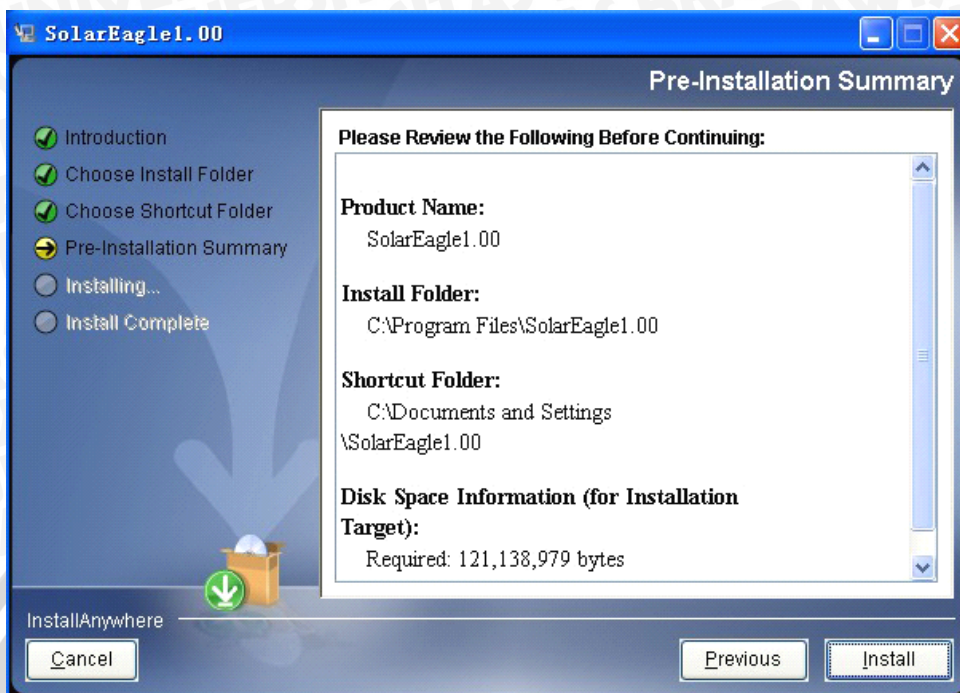 SolarEagle1.00
Pre-Installation Summary
Introduction
Choose Install Folder
Choose Shortcut Folder
Pre-Installation Summary
Installing...
Install Complete
Please Review the Following Before Continuing:
Product Name:
SolarEagle1.00
Install Folder:
C:\Program Files\SolarEagle1.00
Shortcut Folder:
C:\Documents and Settings
\SolarEagle1.00
Disk Space Information (for Installation
Target):
Required: 121,138,979 bytes
InstallAnywhere
Cancel
Previous
Install